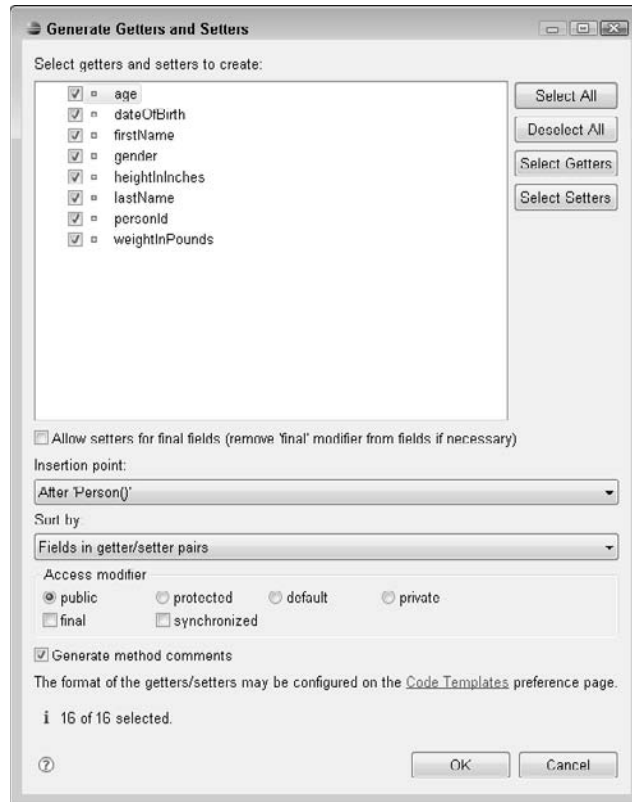 Generate Getters and Setters
Select getters and setters to create:
age
dateOfBirth
firstName
gender
heightInInches
lastName
personId
weightInPounds
Select All
Deselect All
Select Getters
Select Setters
Allow setters for final fields (remove 'final' modifier from fields if necessary)
Insertion point:
After 'Person()'
Sort by:
Fields in getter/setter pairs
Access modifier
public protected default private
final synchronized
Generate method comments
The format of the getters/setters may be configured on the Code Templates preference page.
i 16 of 16 selected.
? OK Cancel